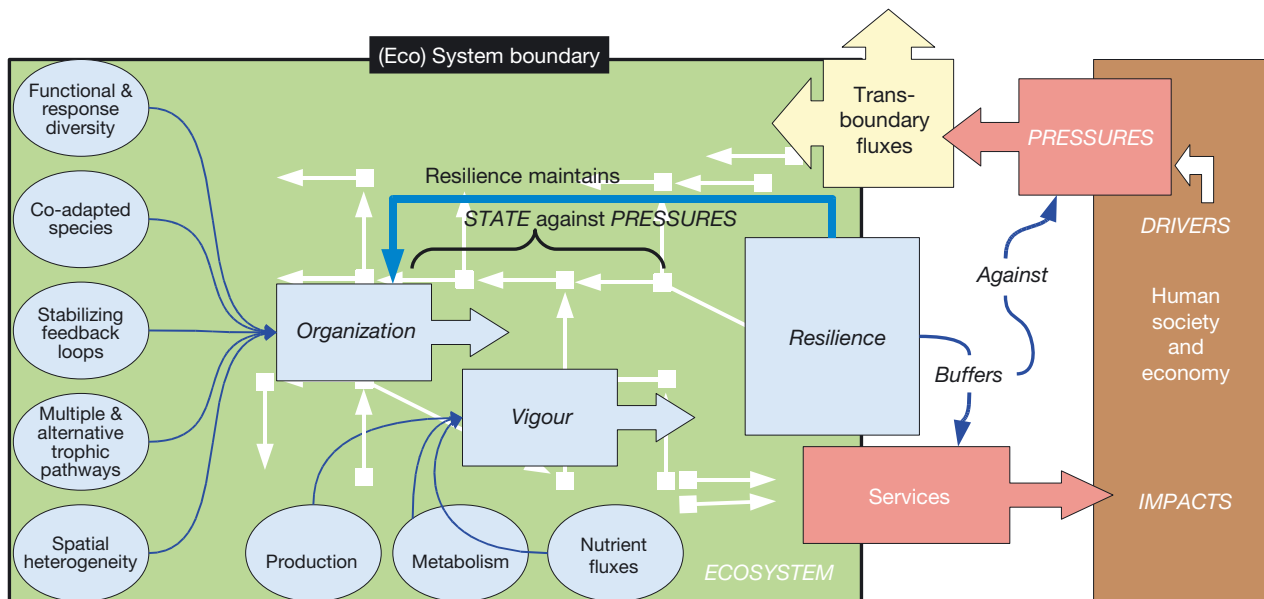 (Eco) System boundary
Functional &
response
diversity
Trans-
boundary
fluxes
PRESSURES
Resilience maintains
STATE against PRESSURES
Co-adapted
species
DRIVERS
Against
Organization
Stabilizing
feedback
loops
Resilience
Human
society
and
economy
Buffers
Multiple &
alternative
trophic
pathways
Vigour
Services
IMPACTS
Spatial
heterogeneity
Production
Metabolism
Nutrient
fluxes
ECOSYSTEM